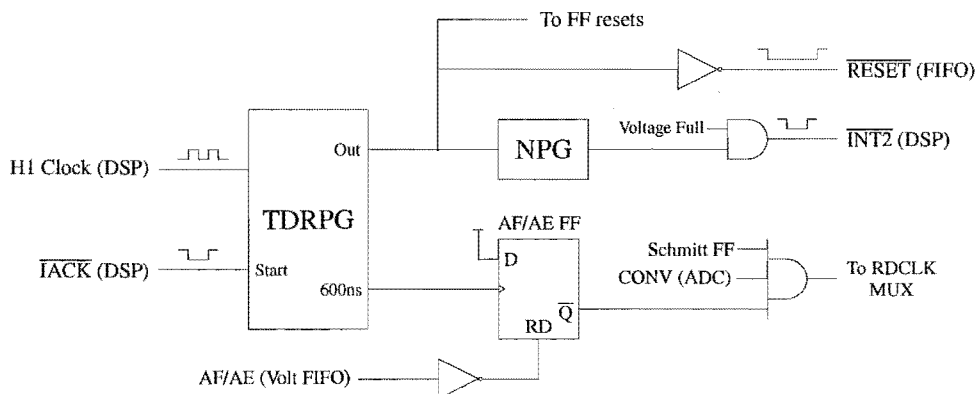 To FF resets
RESET (FIFO)
Voltage Full
Out
NPG
INT2 (DSP)
H1 Clock (DSP)
TDRPG
AF/AE FF
D
Schmitt FF
IACK (DSP)
Start
CONV (ADC)
To RDCLK
MUX
600ns
Q
RD
AF/AE (Volt FIFO)